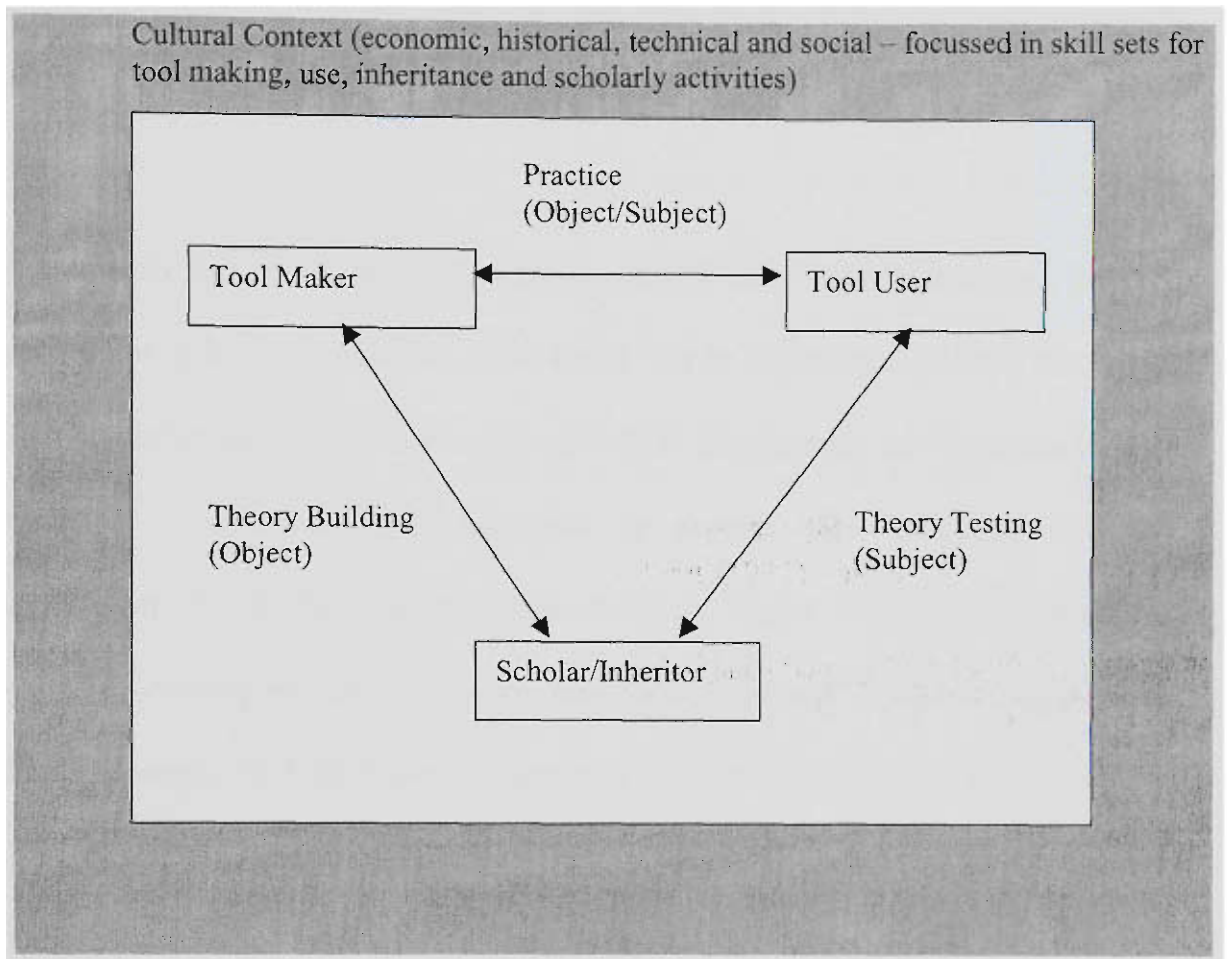 Cultural Context (economic, historical, technical and social – focussed in skill sets for
tool making, use, inheritance and scholarly activities)
Practice
(Object/Subject)
Tool Maker
Tool User
Theory Building
(Object)
Theory Testing
(Subject)
Scholar/Inheritor